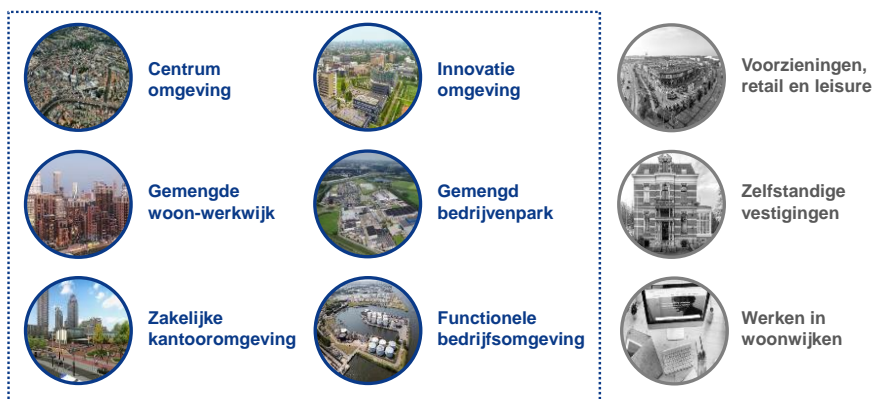 Centrum
omgeving
Innovatie
omgeving
Voorzieningen,
retail en leisure
Gemengde
woon-werkwijk
Gemengd
bedrijvenpark
Zelfstandige
vestigingen
Zakelijke
kantooromgeving
Functionele
bedrijfsomgeving
Werken in
woonwijken